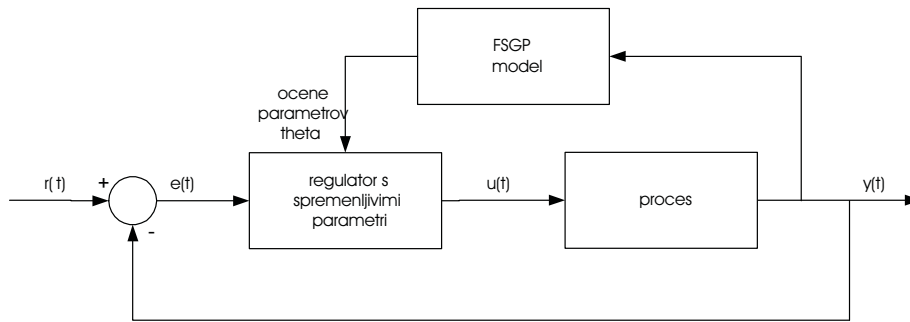 FSGP
model
ocene
parametrov
theta
r(t)
+
e(t)
regulator s
spremenljivimi
parametri
u(t)
proces
y(t)
-